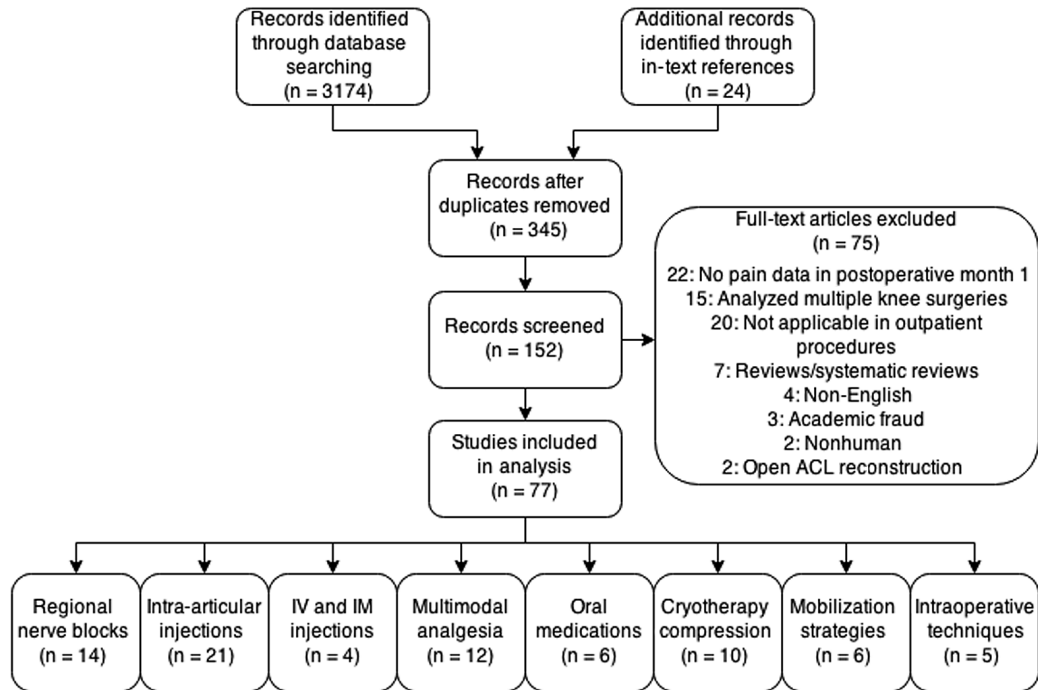 Records identified
through database
searching
(n = 3174)
Additional records
identified through
in-text references
(n = 24)
Records after
duplicates removed
(n = 345)
Full-text articles excluded
(n = 75)
22: No pain data in postoperative month 1
15: Analyzed multiple knee surgeries
20: Not applicable in outpatient
procedures
7: Reviews/systematic reviews
4: Non-English
3: Academic fraud
2: Nonhuman
2: Open ACL reconstruction
Records screened
(n = 152)
Studies included
in analysis
(n = 77)
Regional
nerve blocks
(n = 14)
Intra-articular
injections
(n = 21)
IV and IM
injections
(n = 4)
Multimodal
analgesia
(n = 12)
Oral
medications
(n = 6)
Cryotherapy
compression
(n = 10)
Mobilization
strategies
(n = 6)
Intraoperative
techniques
(n = 5)